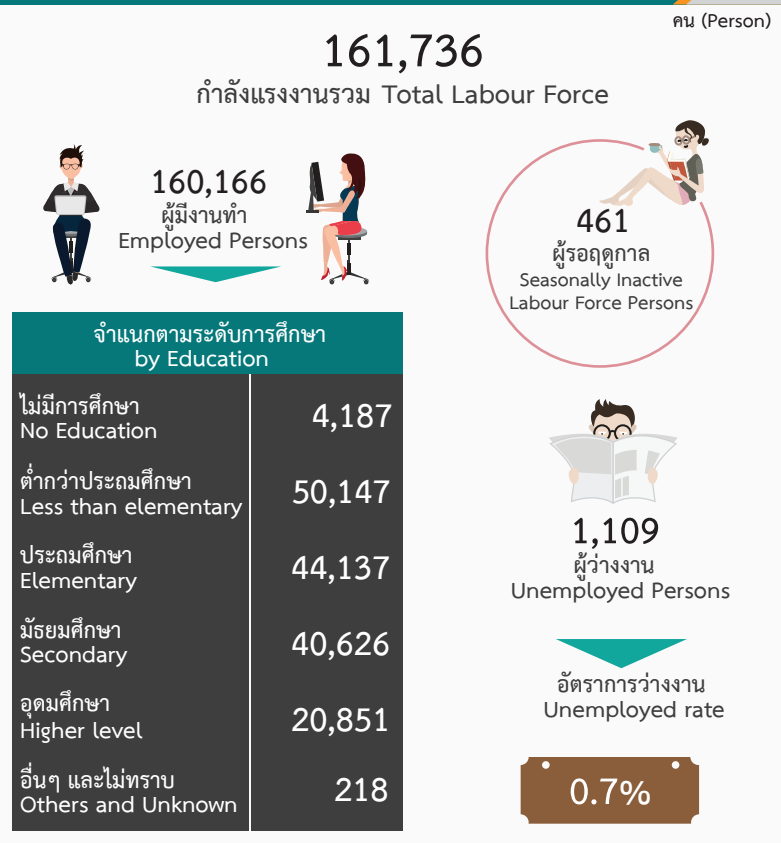 คน (Person)
161,736
กำลังแรงงานรวม Total Labour Force
160,166
ผู้มีงานทำ
Employed Persons
461
ผู้รอฤดูกาล
Seasonally Inactive
Labour Force Persons
จำแนกตามระดับการศึกษา
by Education
ไม่มีการศึกษา
No Education
4,187
ต่ำกว่าประถมศึกษา
Less than elementary
50,147
ประถมศึกษา
Elementary
44,137
มัธยมศึกษา
Secondary
40,626
อุดมศึกษา
Higher level
20,851
อื่นๆ และไม่ทราบ
Others and Unknown
218
1,109
ผู้ว่างงาน
Unemployed Persons
อัตราการว่างงาน
Unemployed rate
0.7%